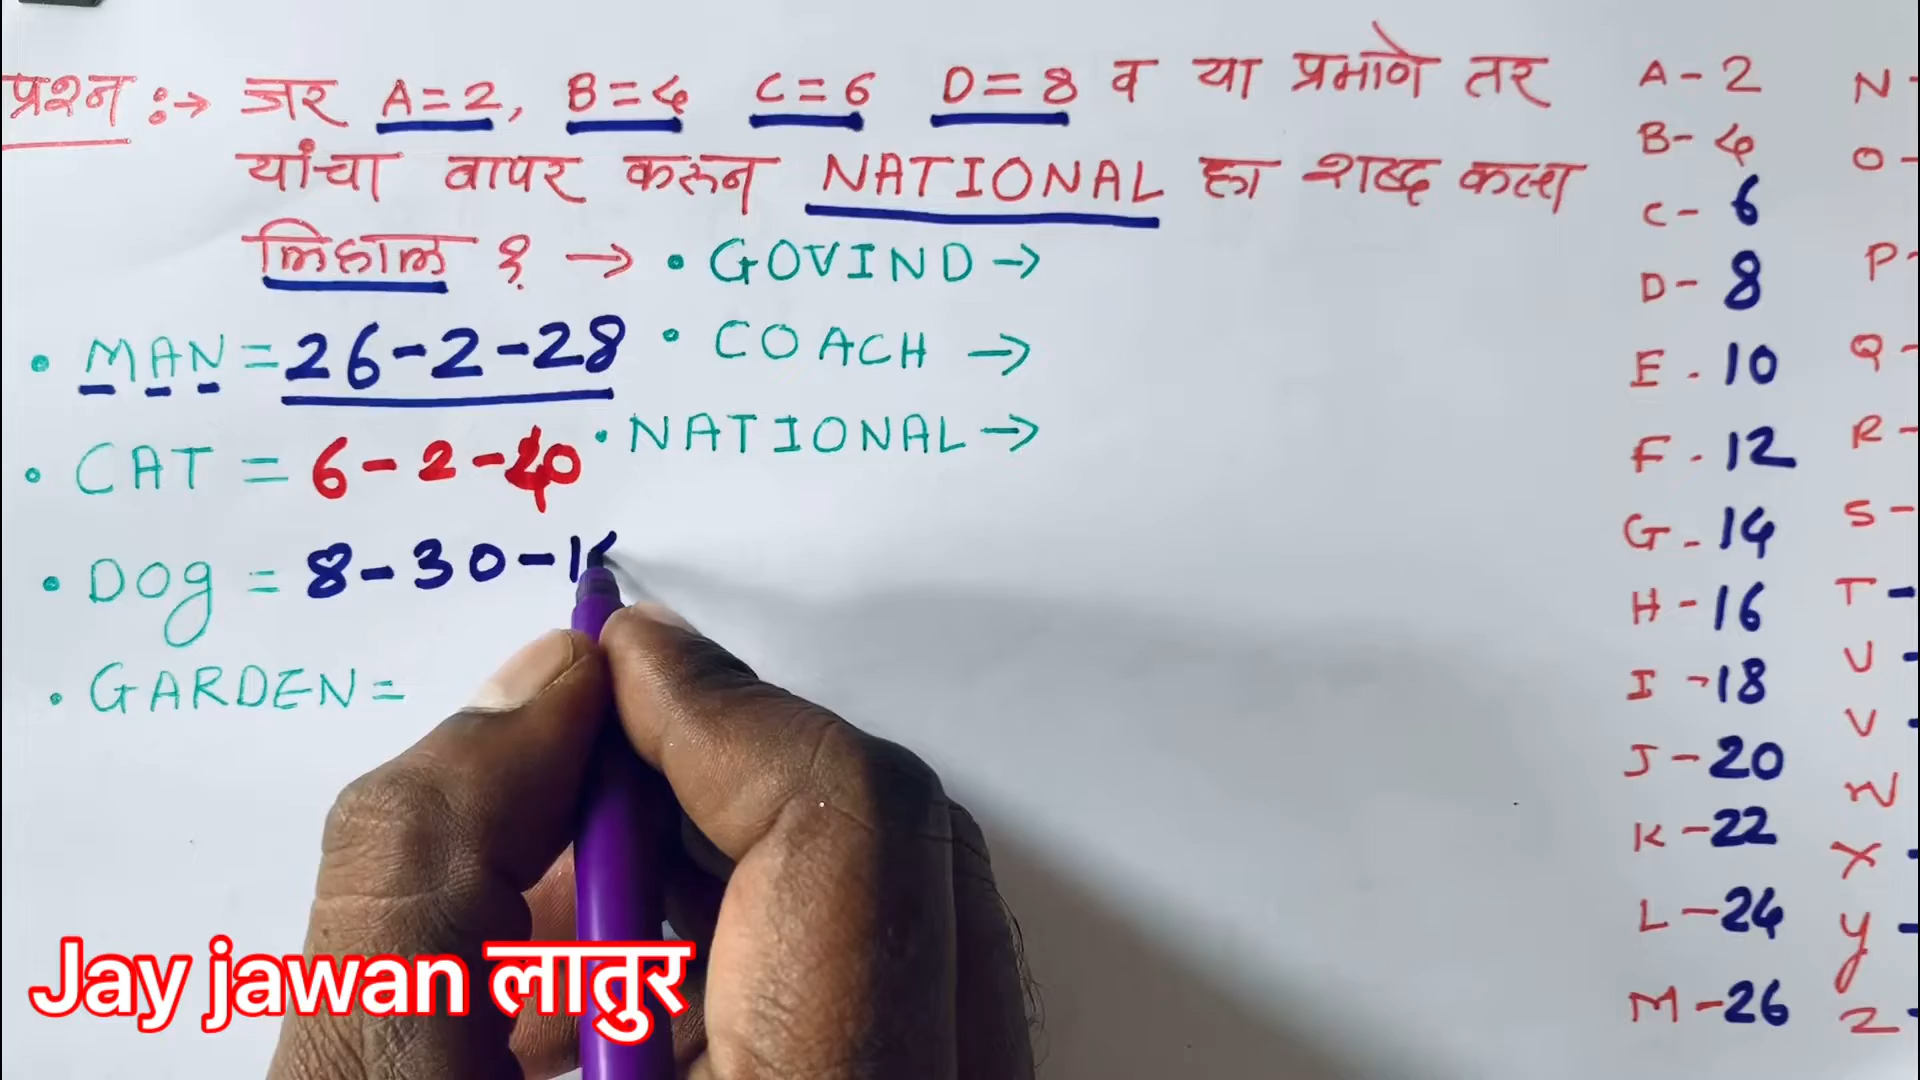 प्रश्न :→ जर A=2, B=4 C=6 D=8 व या प्रमाणे तर
यांचा वापर करून NATIONAL हा शब्द कसा
लिहाल ? →
• MAN = 26-2-28
• CAT = 6-2-40
• DOg = 8-30-1
• GARDEN =
• GOVIND →
• COACH →
• NATIONAL →
A - 2
B - 4
C - 6
D - 8
E - 10
F - 12
G - 14
H - 16
I - 18
J - 20
K - 22
L - 24
M - 26
N -
O -
P -
Q -
R -
S -
T -
U -
V -
W
X -
y -
Z -
Jay jawan लातुर